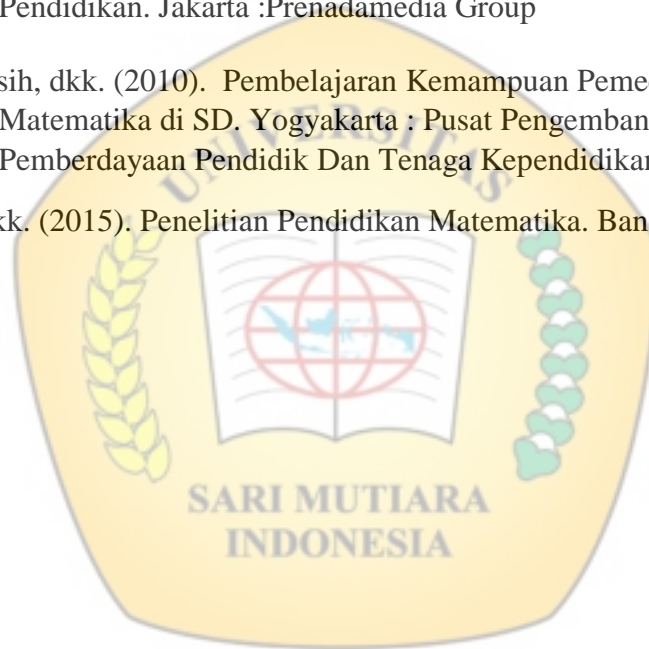 Pendidikan. Jakarta :Prenadamedia Group
sih, dkk. (2010). Pembelajaran Kemampuan Peme
Matematika di SD. Yogyakarta : Pusat Pengemban
Pemberdayaan Pendidik Dan Tenaga Kependidikan
kk. (2015). Penelitian Pendidikan Matematika. Ban
UNIVERSITAS
SARI MUTIARA
INDONESIA